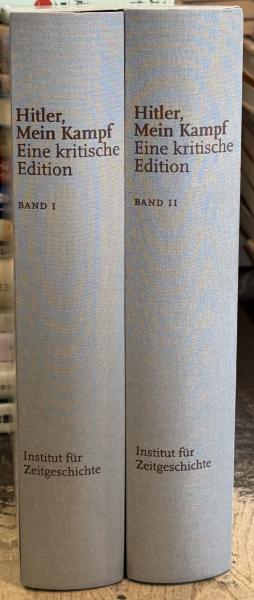 Hitler,
Mein Kampf
Eine kritische
Edition
BAND I
Institut für
Zeitgeschichte
Hitler,
Mein Kampf
Eine kritische
Edition
BAND II
Institut für
Zeitgeschichte